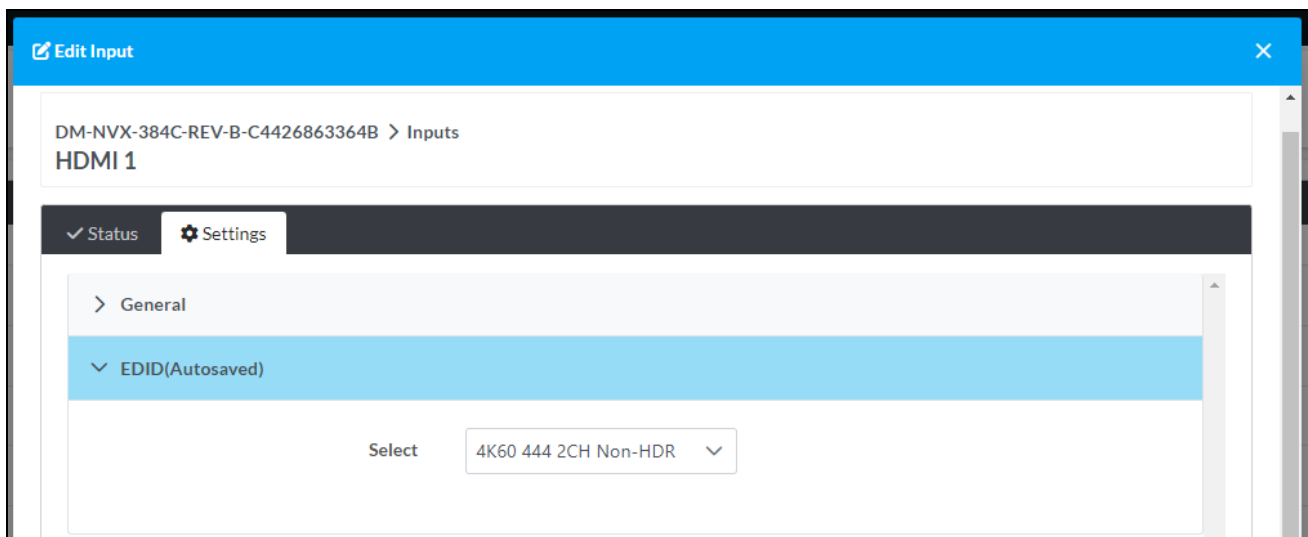 Edit Input
DM-NVX-384C-REV-B-C4426863364B > Inputs
HDMI 1
Status Settings
General
EDID(Autosaved)
Select 4K60 444 2CH Non-HDR